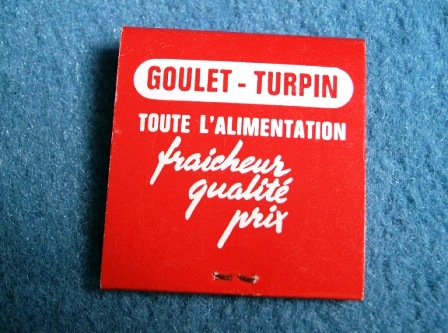 GOULET - TURPIN
TOUTE L'ALIMENTATION
fraicheur
qualité
prix